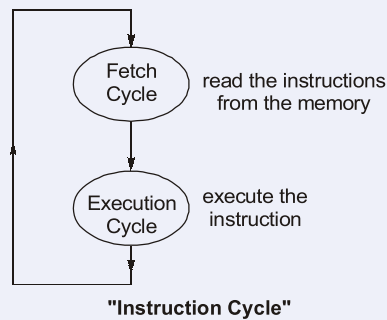 Fetch
Cycle
read the instructions
from the memory
Execution
Cycle
execute the
instruction
"Instruction Cycle"